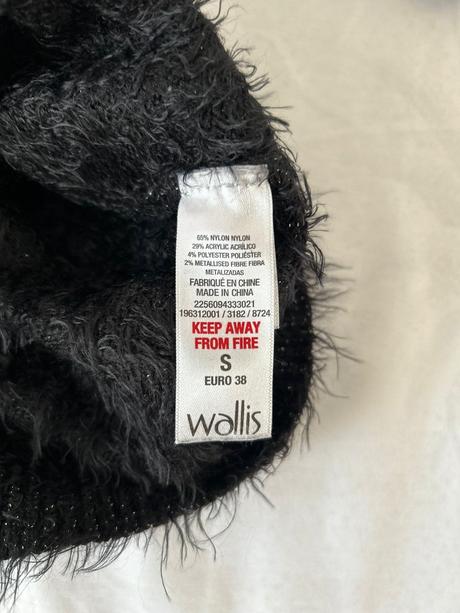 65% NYLON NYLON
29% ACRYLIC ACRÍLICO
4% POLYESTER POLIÉSTER
2% METALLISED FIBRE FIBRA
METALIZADAS
FABRIQUÉ EN CHINE
MADE IN CHINA
2256094333021
196312001 / 3182 / 8724
KEEP AWAY
FROM FIRE
S
EURO 38
wallis